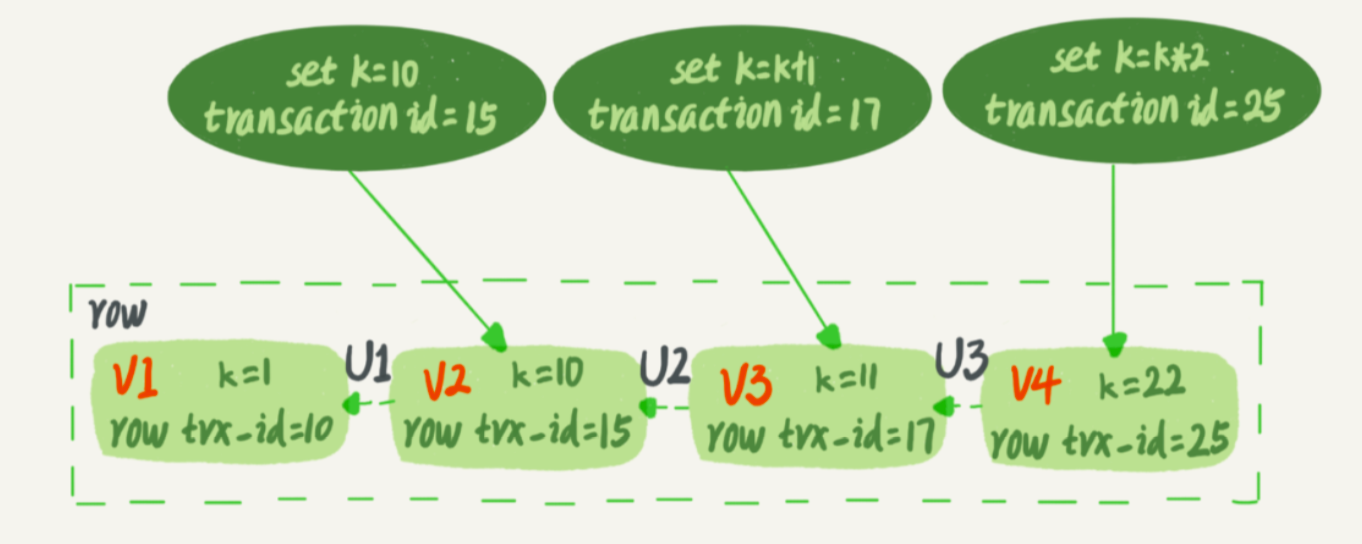 set k=10
transaction id=15
set k=k+1
transaction id=17
set k=k*2
transaction id=25
row
V1 k=1
row trx-id=10
U1
V2 k=10
row trx-id=15
U2
V3 k=11
row trx-id=17
U3
V4 k=22
row trx-id=25